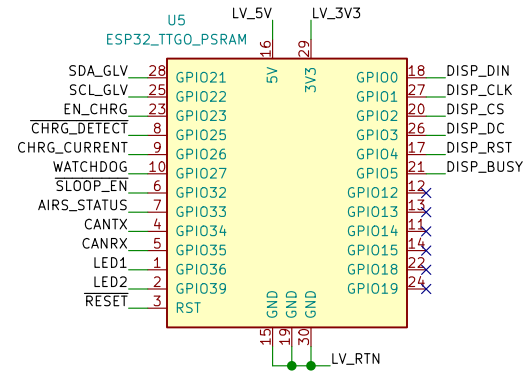 LV_5V LV_3V3
U5
ESP32_TTGO_PSRAM
16 29
5V 3V3
SDA_GLV 28 GPIO21 GPIO0 18 DISP_DIN
SCL_GLV 25 GPIO22 GPIO1 27 DISP_CLK
EN_CHRG 23 GPIO23 GPIO2 20 DISP_CS
CHRG_DETECT 8 GPIO25 GPIO3 26 DISP_DC
CHRG_CURRENT 9 GPIO26 GPIO4 17 DISP_RST
WATCHDOG 10 GPIO27 GPIO5 21 DISP_BUSY
SLOOP_EN 6 GPIO32 GPIO12 12
AIRS_STATUS 7 GPIO33 GPIO13 13
CANTX 4 GPIO34 GPIO14 11
CANRX 5 GPIO35 GPIO15 14
LED1 1 GPIO36 GPIO18 22
LED2 2 GPIO39 GPIO19 24
RESET 3 RST
GND GND GND
15 19 30
LV_RTN